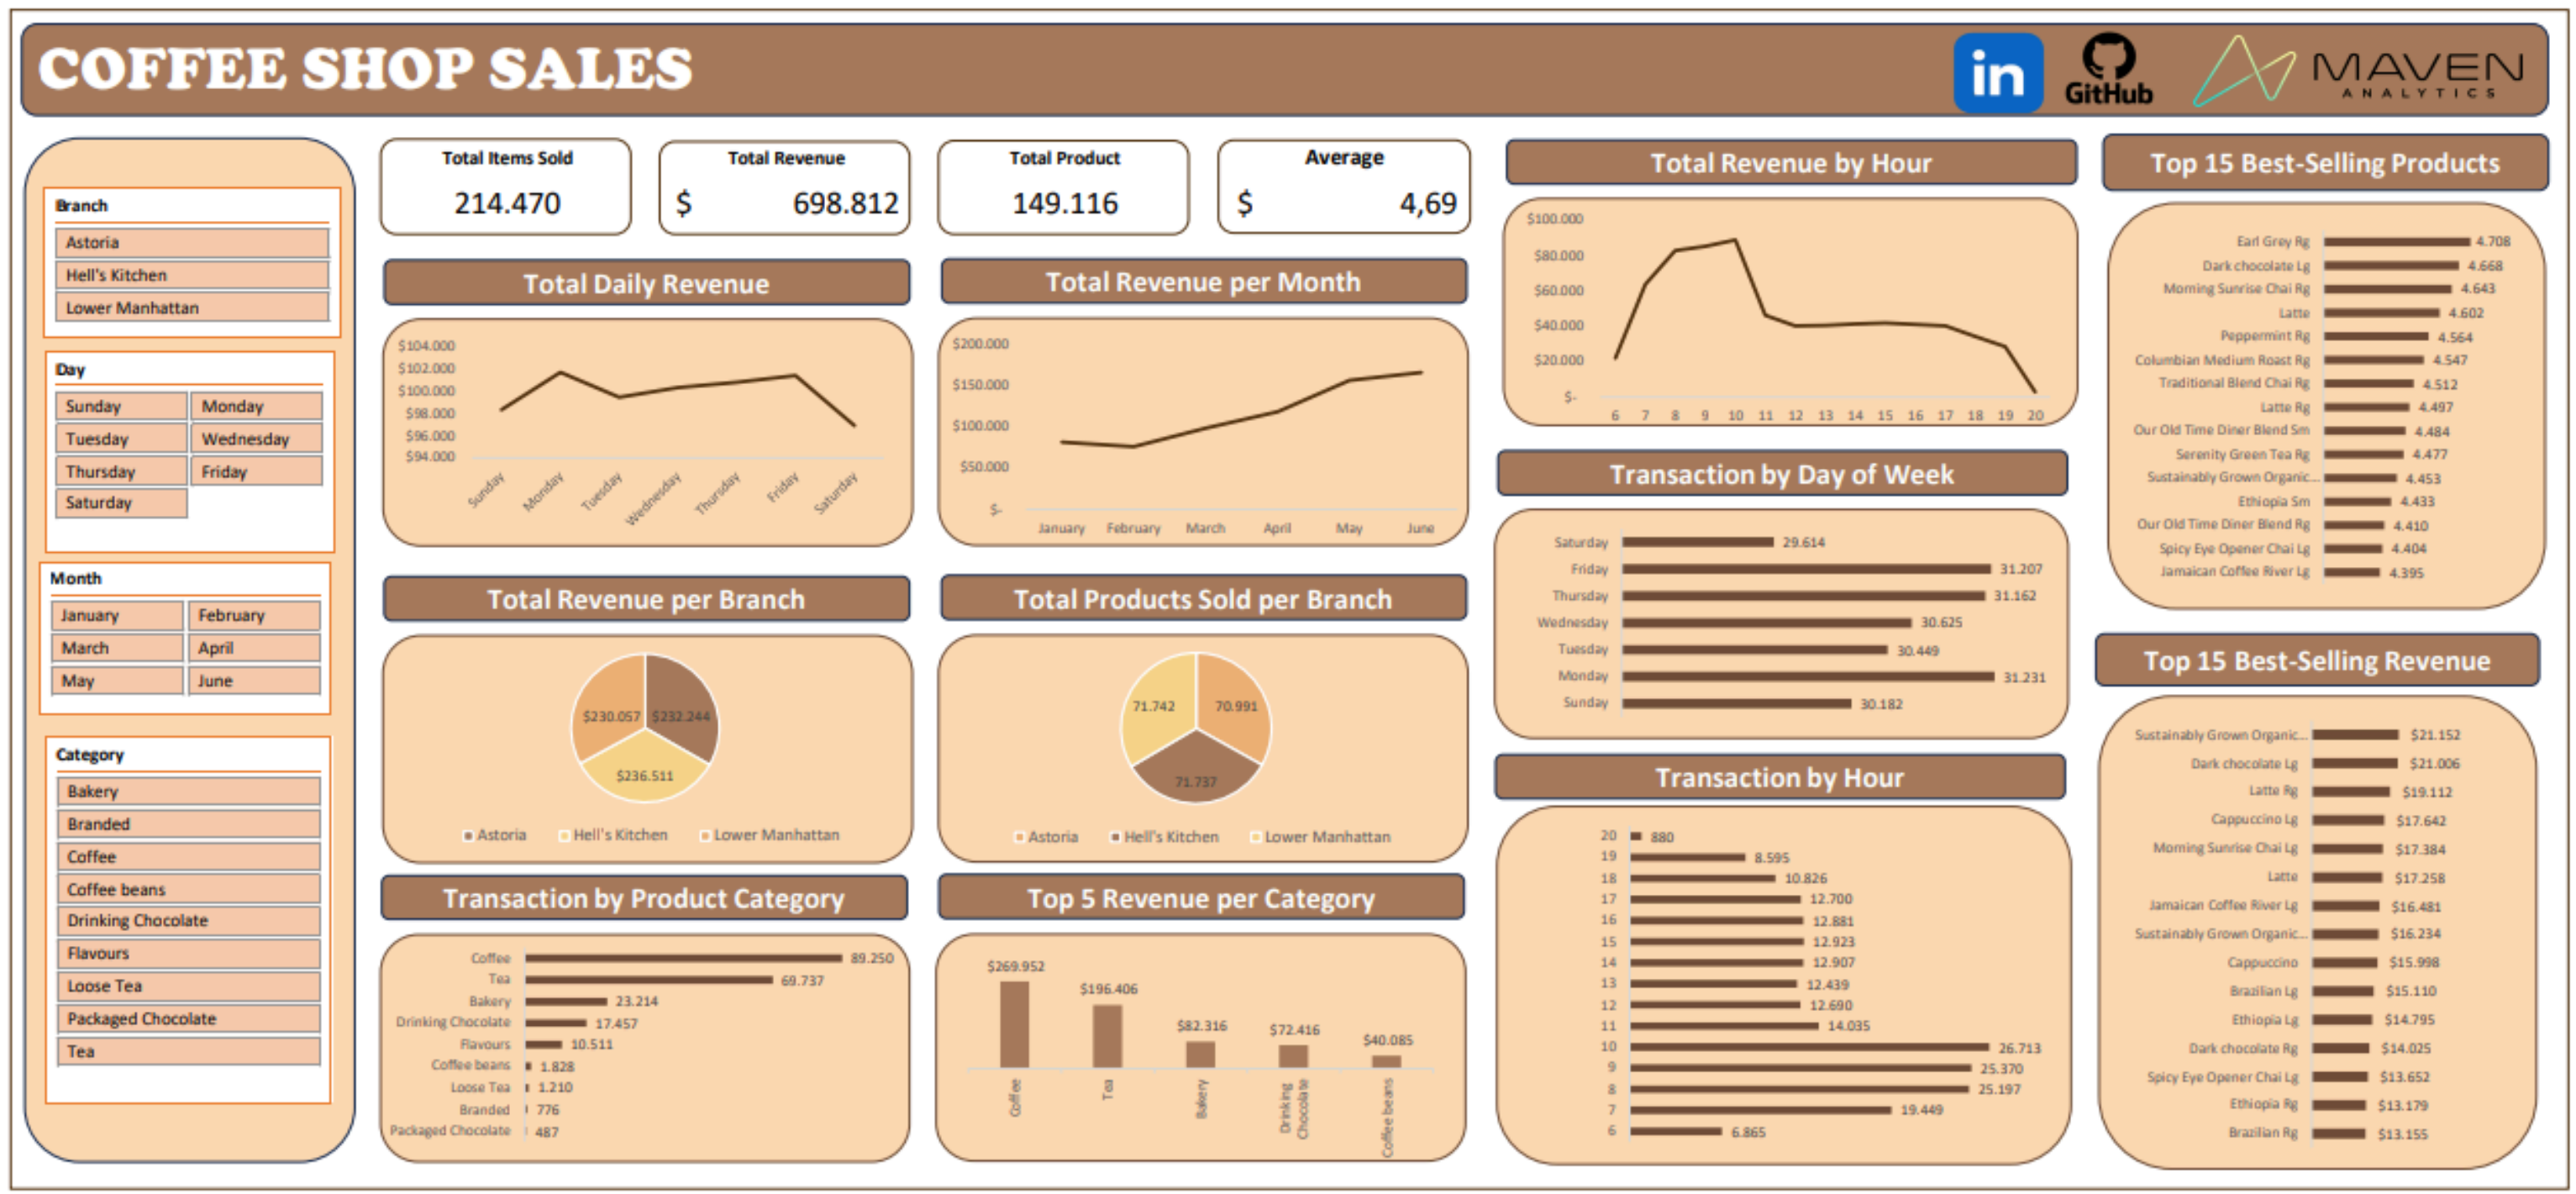 COFFEE SHOP SALES
in
GitHub
MAVEN
ANALYTICS
Branch
Astoria
Hell's Kitchen
Lower Manhattan
Day
Sunday Monday
Tuesday Wednesday
Thursday Friday
Saturday
Month
January February
March April
May June
Category
Bakery
Branded
Coffee
Coffee beans
Drinking Chocolate
Flavours
Loose Tea
Packaged Chocolate
Tea
Total Items Sold
214.470
Total Revenue
$ 698.812
Total Product
149.116
Average
$ 4,69
Total Daily Revenue
$104.000
$102.000
$100.000
$98.000
$96.000
$94.000
Sunday Monday Tuesday Wednesday Thursday Friday Saturday
Total Revenue per Month
$200.000
$150.000
$100.000
$50.000
$-
January February March April May June
Total Revenue per Branch
$230.057 $232.244
$236.511
Astoria Hell's Kitchen Lower Manhattan
Total Products Sold per Branch
71.742 70.991
71.737
Astoria Hell's Kitchen Lower Manhattan
Transaction by Product Category
Coffee 89.250
Tea 69.737
Bakery 23.214
Drinking Chocolate 17.457
Flavours 10.511
Coffee beans 1.828
Loose Tea 1.210
Branded 776
Packaged Chocolate 487
Top 5 Revenue per Category
$269.952
$196.406
$82.316
$72.416
$40.085
Coffee
Tea
Bakery
Drinking
Chocolate
Coffee beans
Total Revenue by Hour
$100.000
$80.000
$60.000
$40.000
$20.000
$-
6 7 8 9 10 11 12 13 14 15 16 17 18 19 20
Transaction by Day of Week
Saturday 29.614
Friday 31.207
Thursday 31.162
Wednesday 30.625
Tuesday 30.449
Monday 31.231
Sunday 30.182
Transaction by Hour
20 880
19 8.595
18 10.826
17 12.700
16 12.881
15 12.923
14 12.907
13 12.439
12 12.690
11 14.035
10 26.713
9 25.370
8 25.197
7 19.449
6 6.865
Top 15 Best-Selling Products
Earl Grey Rg 4.708
Dark chocolate Lg 4.668
Morning Sunrise Chai Rg 4.643
Latte 4.602
Peppermint Rg 4.564
Columbian Medium Roast Rg 4.547
Traditional Blend Chai Rg 4.512
Latte Rg 4.497
Our Old Time Diner Blend Sm 4.484
Serenity Green Tea Rg 4.477
Sustainably Grown Organic... 4.453
Ethiopia Sm 4.433
Our Old Time Diner Blend Rg 4.410
Spicy Eye Opener Chai Lg 4.404
Jamaican Coffee River Lg 4.395
Top 15 Best-Selling Revenue
Sustainably Grown Organic... $21.152
Dark chocolate Lg $21.006
Latte Rg $19.112
Cappuccino Lg $17.642
Morning Sunrise Chai Lg $17.384
Latte $17.258
Jamaican Coffee River Lg $16.481
Sustainably Grown Organic... $16.234
Cappuccino $15.998
Brazilian Lg $15.110
Ethiopia Lg $14.795
Dark chocolate Rg $14.025
Spicy Eye Opener Chai Lg $13.652
Ethiopia Rg $13.179
Brazilian Rg $13.155